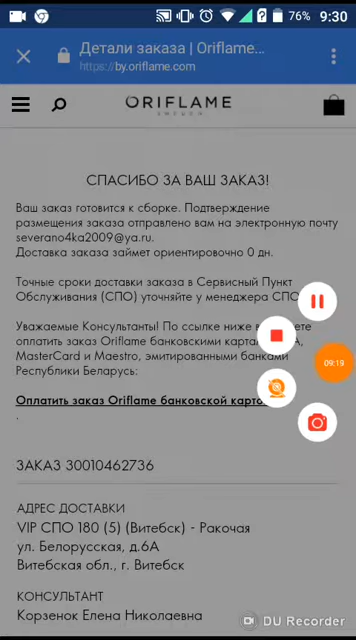 76% 9:30
Детали заказа | Oriflame...
https://by.oriflame.com
ORIFLAME
SWEDEN
СПАСИБО ЗА ВАШ ЗАКАЗ!
Ваш заказ готовится к сборке. Подтверждение
размещения заказа отправлено вам на электронную почту
severano4ka2009@ya.ru.
Доставка заказа займет ориентировочно 0 дн.
Точные сроки доставки заказа в Сервисный Пункт
Обслуживания (СПО) уточняйте у менеджера СПО
Уважаемые Консультанты! По ссылке ниже
оплатить заказ Oriflame банковскими
MasterCard и Maestro, эмитированными банками
Республики Беларусь:
09:19
Оплатить заказ Oriflame банковской
.
ЗАКАЗ 30010462736
АДРЕС ДОСТАВКИ
VIP СПО 180 (5) (Витебск) - Рокочая
ул. Белорусская, д.6А
Витебская обл., г. Витебск
КОНСУЛЬТАНТ
Корзенок Елена Николаевна
DU Recorder